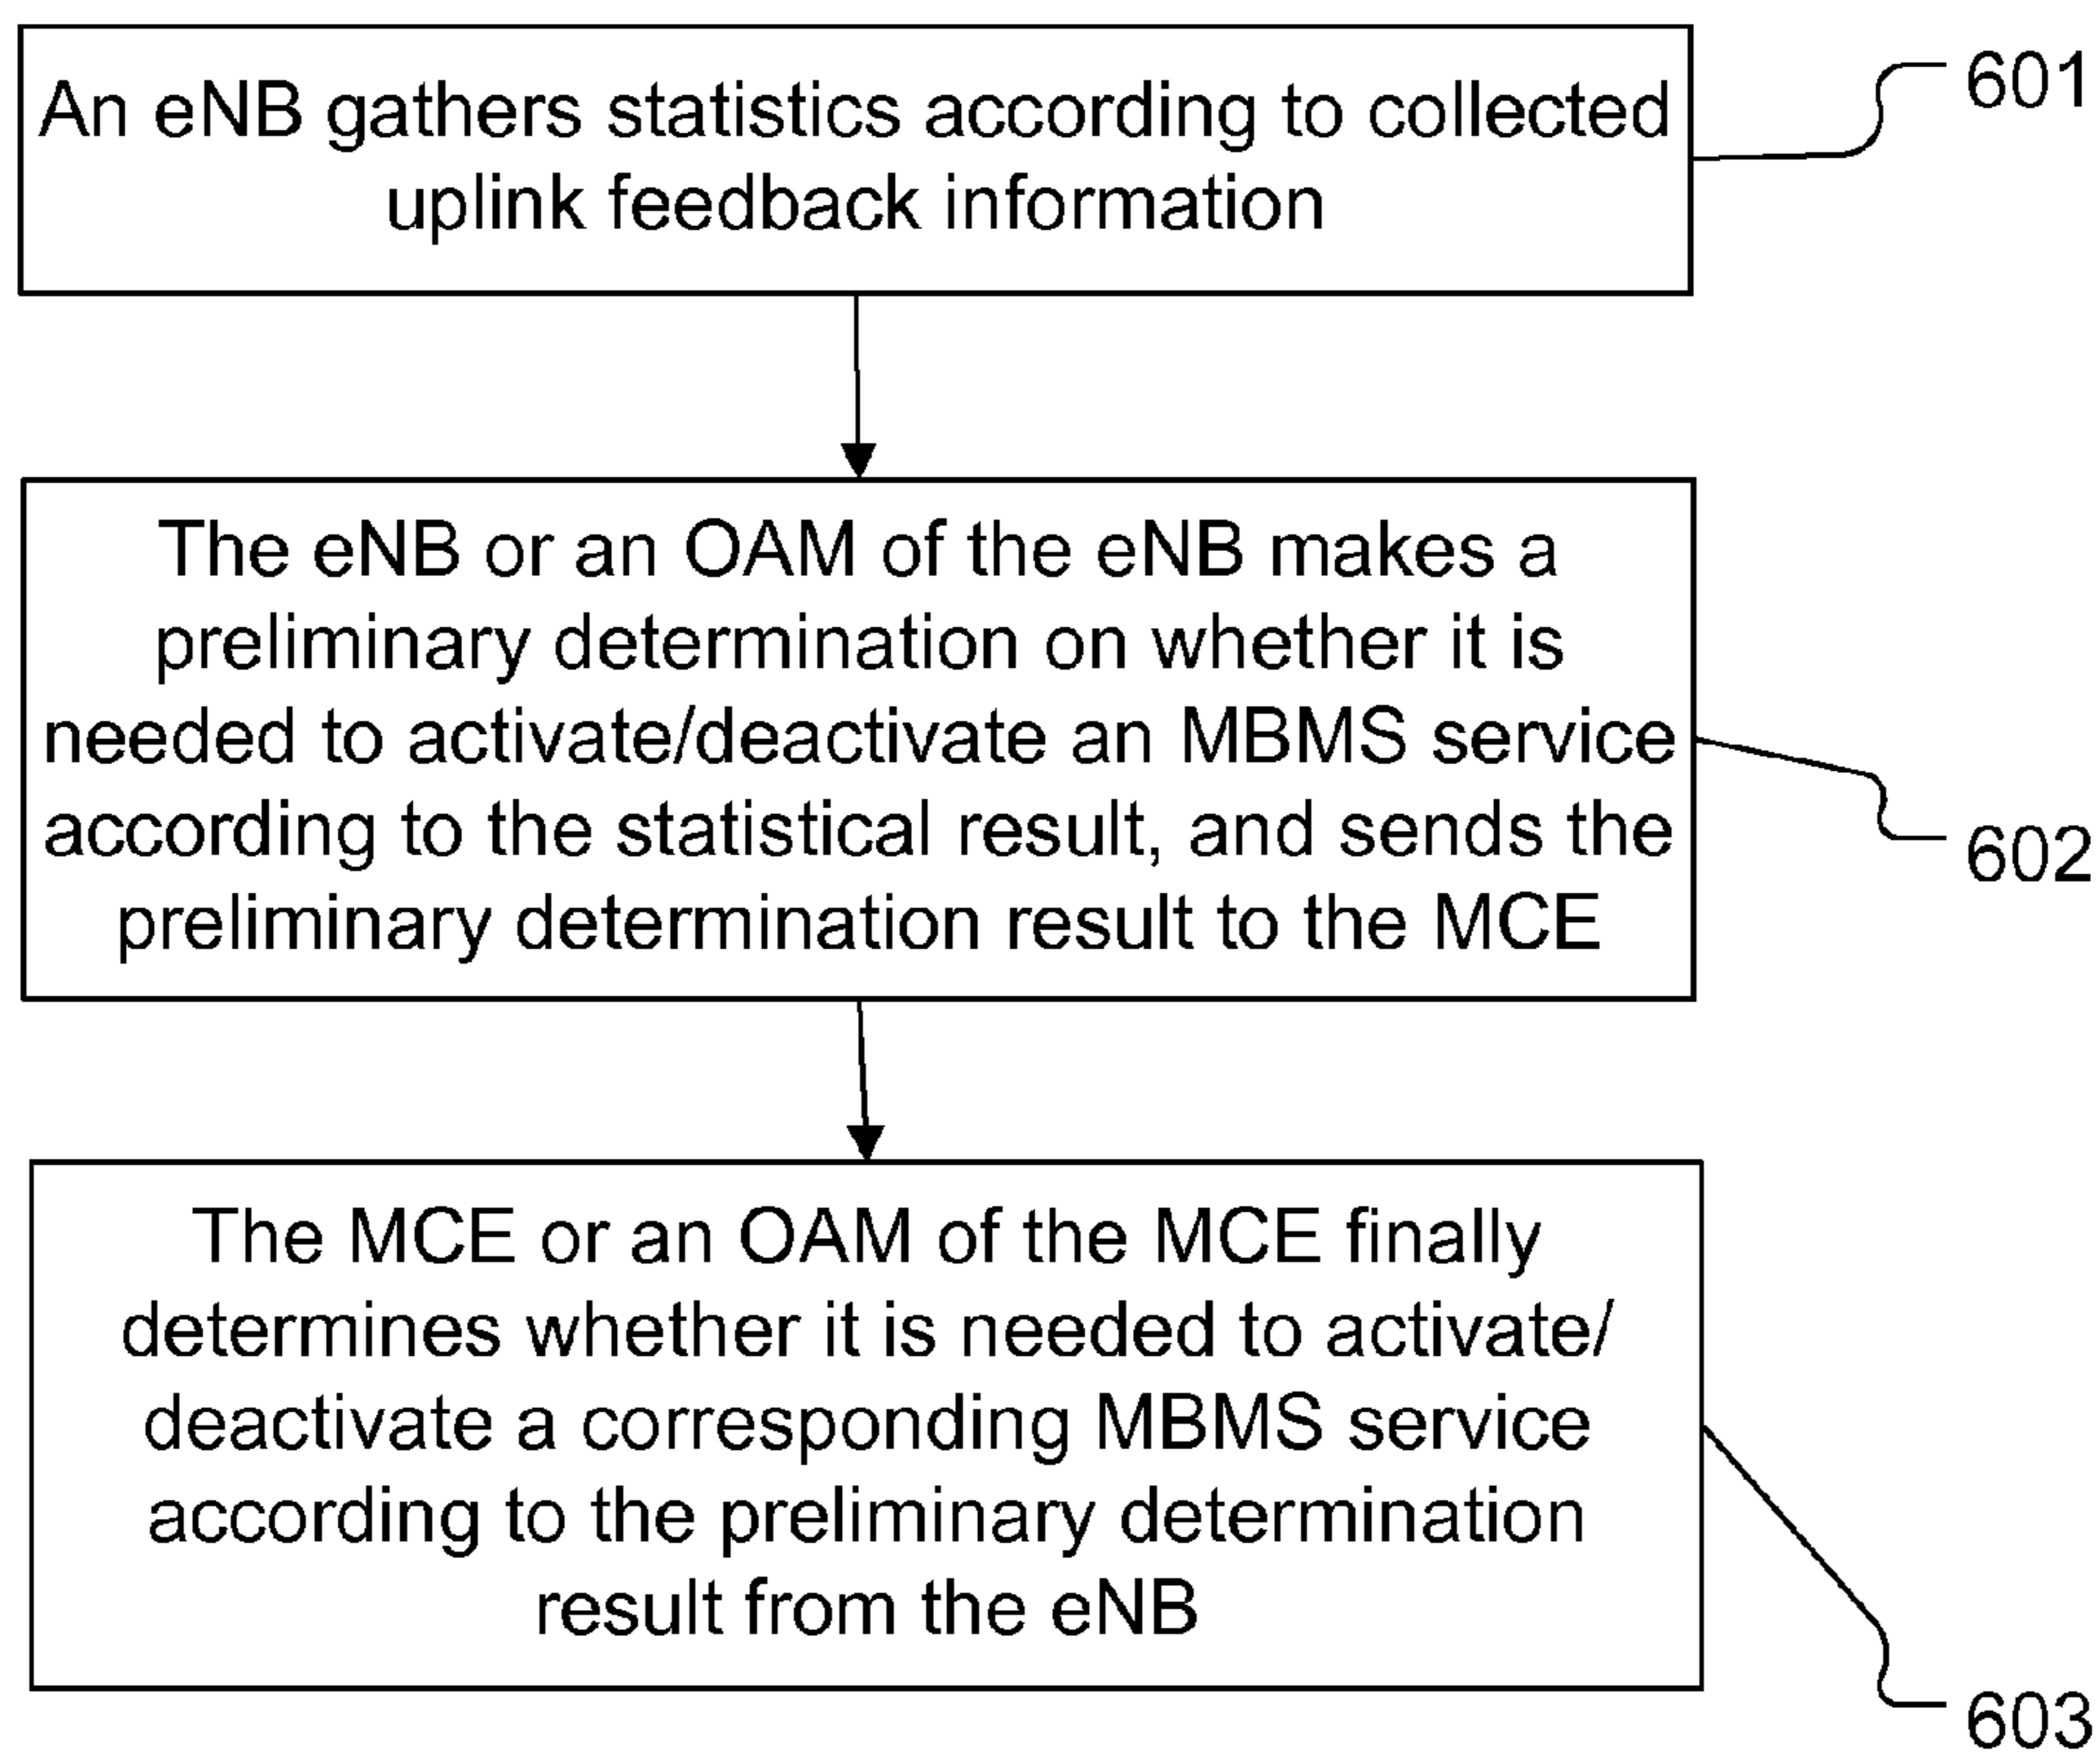 An eNB gathers statistics according to collected
uplink feedback information
601
The eNB or an OAM of the eNB makes a
preliminary determination on whether it is
needed to activate/deactivate an MBMS service
according to the statistical result, and sends the
preliminary determination result to the MCE
602
The MCE or an OAM of the MCE finally
determines whether it is needed to activate/
deactivate a corresponding MBMS service
according to the preliminary determination
result from the eNB
603